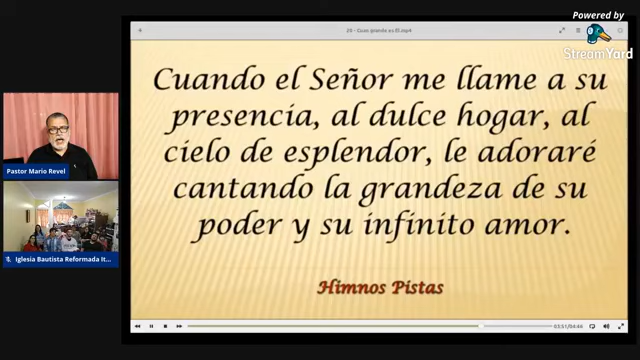 Powered by
StreamYard
29 - Cuan grande es Él.mp4
Cuando el Señor me llame a su
presencia, al dulce hogar, al
cielo de esplendor, le adoraré
cantando la grandeza de su
poder y su infinito amor.
Himnos Pistas
Pastor Mario Revel
Iglesia Bautista Reformada It...
03:51/04:46